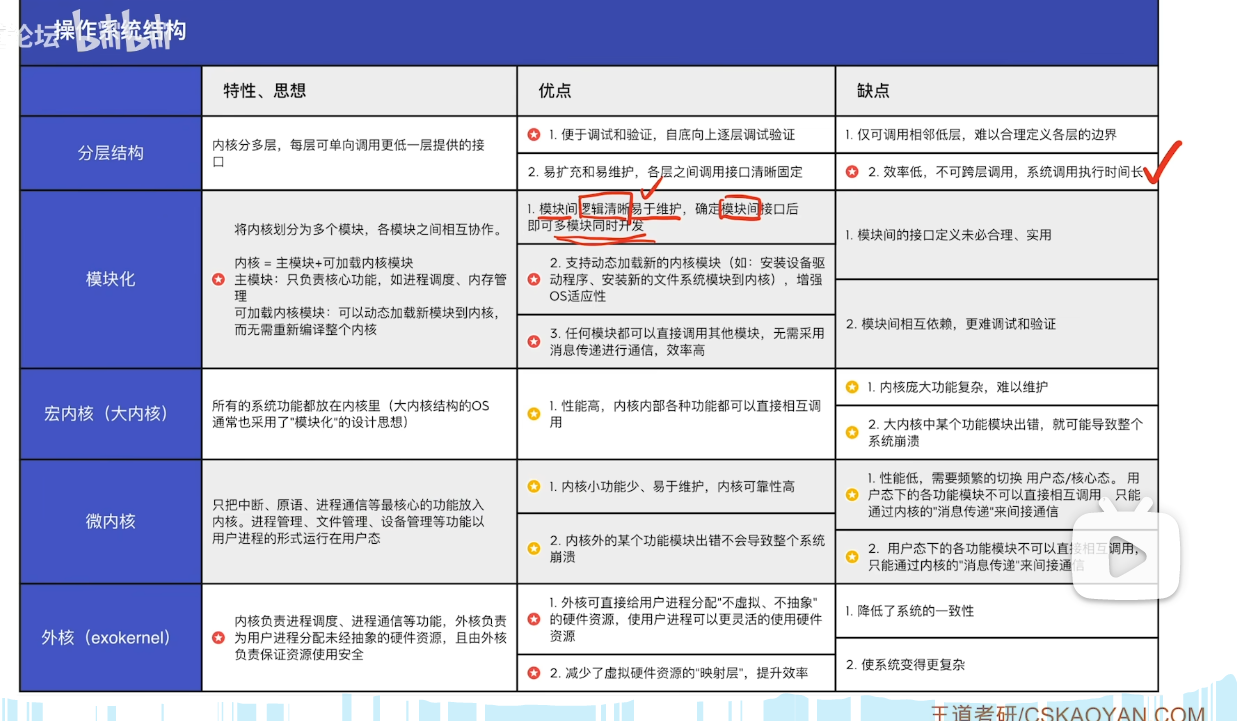 论坛 bilibili
操作系统结构
特性、思想
优点
缺点
分层结构
内核分多层，每层可单向调用更低一层提供的接
口
1. 便于调试和验证，自底向上逐层调试验证
2. 易扩充和易维护，各层之间调用接口清晰固定
1. 仅可调用相邻低层，难以合理定义各层的边界
2. 效率低，不可跨层调用，系统调用执行时间长
模块化
将内核划分为多个模块，各模块之间相互协作。
内核 = 主模块+可加载内核模块
主模块：只负责核心功能，如进程调度、内存管
理
可加载内核模块：可以动态加载新模块到内核，
而无需重新编译整个内核
1. 模块间逻辑清晰易于维护，确定模块间接口后
即可多模块同时开发
2. 支持动态加载新的内核模块（如：安装设备驱
动程序、安装新的文件系统模块到内核），增强
OS适应性
3. 任何模块都可以直接调用其他模块，无需采用
消息传递进行通信，效率高
1. 模块间的接口定义未必合理、实用
2. 模块间相互依赖，更难调试和验证
宏内核（大内核）
所有的系统功能都放在内核里（大内核结构的OS
通常也采用了"模块化"的设计思想）
1. 性能高，内核内部各种功能都可以直接相互调
用
1. 内核庞大功能复杂，难以维护
2. 大内核中某个功能模块出错，就可能导致整个
系统崩溃
微内核
只把中断、原语、进程通信等最核心的功能放入
内核。进程管理、文件管理、设备管理等功能以
用户进程的形式运行在用户态
1. 内核小功能少、易于维护，内核可靠性高
2. 内核外的某个功能模块出错不会导致整个系统
崩溃
1. 性能低，需要频繁的切换 用户态/核心态。 用
户态下的各功能模块不可以直接相互调用，只能
通过内核的"消息传递"来间接通信
2. 用户态下的各功能模块不可以直接相互调用，
只能通过内核的"消息传递"来间接通信
外核（exokernel）
内核负责进程调度、进程通信等功能，外核负责
为用户进程分配未经抽象的硬件资源，且由外核
负责保证资源使用安全
1. 外核可直接给用户进程分配"不虚拟、不抽象"
的硬件资源，使用户进程可以更灵活的使用硬件
资源
2. 减少了虚拟硬件资源的"映射层"，提升效率
1. 降低了系统的一致性
2. 使系统变得更复杂
王道考研/CSKAOYAN.COM